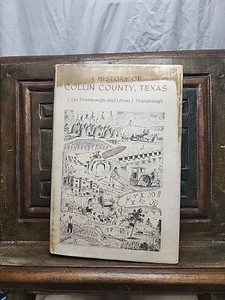 A HISTORY OF
COLLIN COUNTY, TEXAS
J. Lee Stambaugh and Lillian J. Stambaugh